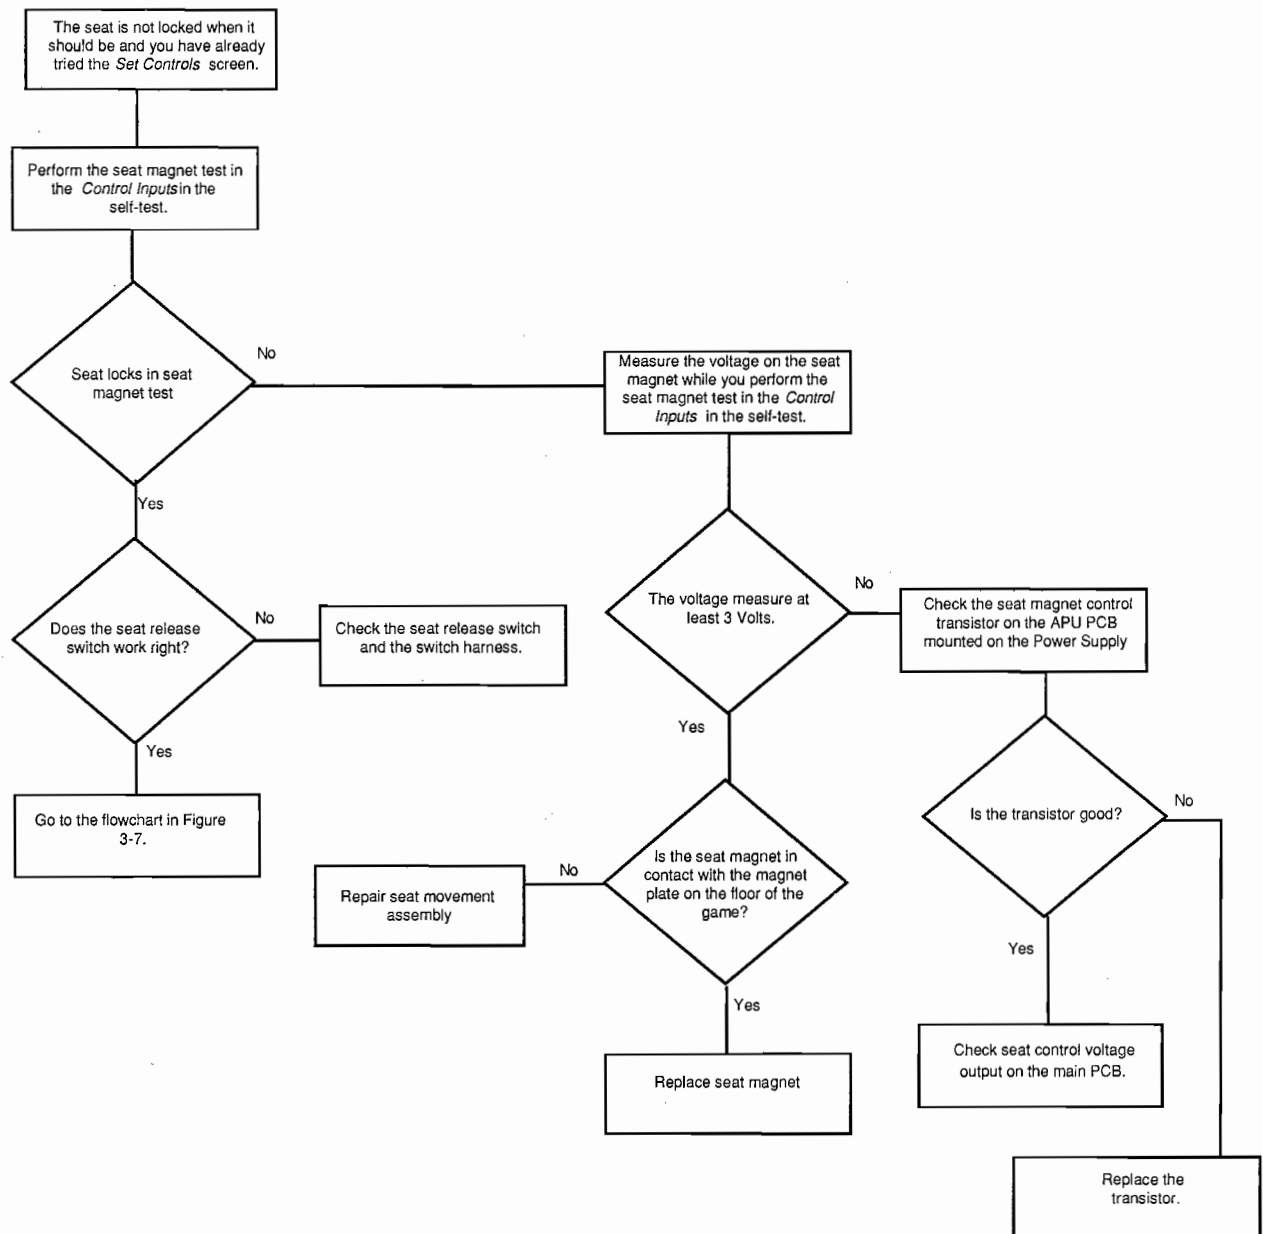 The seat is not locked when it
should be and you have already
tried the Set Controls screen.
Perform the seat magnet test in
the Control Inputs in the
self-test.
Seat locks in seat
magnet test
No
Measure the voltage on the seat
magnet while you perform the
seat magnet test in the Control
Inputs in the self-test.
Yes
Does the seat release
switch work right?
No
Check the seat release switch
and the switch harness.
Yes
Go to the flowchart in Figure
3-7.
The voltage measure at
least 3 Volts.
No
Check the seat magnet control
transistor on the APU PCB
mounted on the Power Supply
Yes
Is the seat magnet in
contact with the magnet
plate on the floor of the
game?
No
Repair seat movement
assembly
Yes
Replace seat magnet
Is the transistor good?
No
Yes
Check seat control voltage
output on the main PCB.
Replace the
transistor.